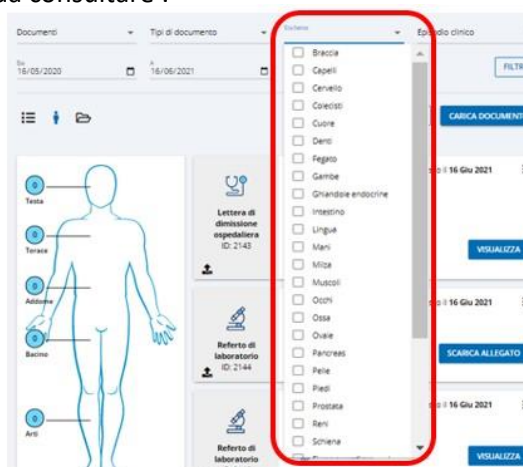 da consultare .
Documenti
Tipi di documento
Episodio clinico
Da
16/05/2020
A
16/06/2021
FILTR
CARICA DOCUMENT
Braccia
Capelli
Cervello
Colecisti
Cuore
Denti
Fegato
Gambe
Ghiandole endocrine
Intestino
Lingua
Mani
Milza
Muscoli
Occhi
Ossa
Ovaie
Pancreas
Pelle
Piedi
Prostata
Reni
Schiena
0
Testa
0
Torace
0
Addome
0
Bacino
0
Arti
Lettera di
dimissione
ospedaliera
ID: 2143
il 16 Giu 2021
VISUALIZZA
Referto di
laboratorio
ID: 2144
il 16 Giu 2021
SCARICA ALLEGATO
Referto di
laboratorio
il 16 Giu 2021
VISUALIZZA